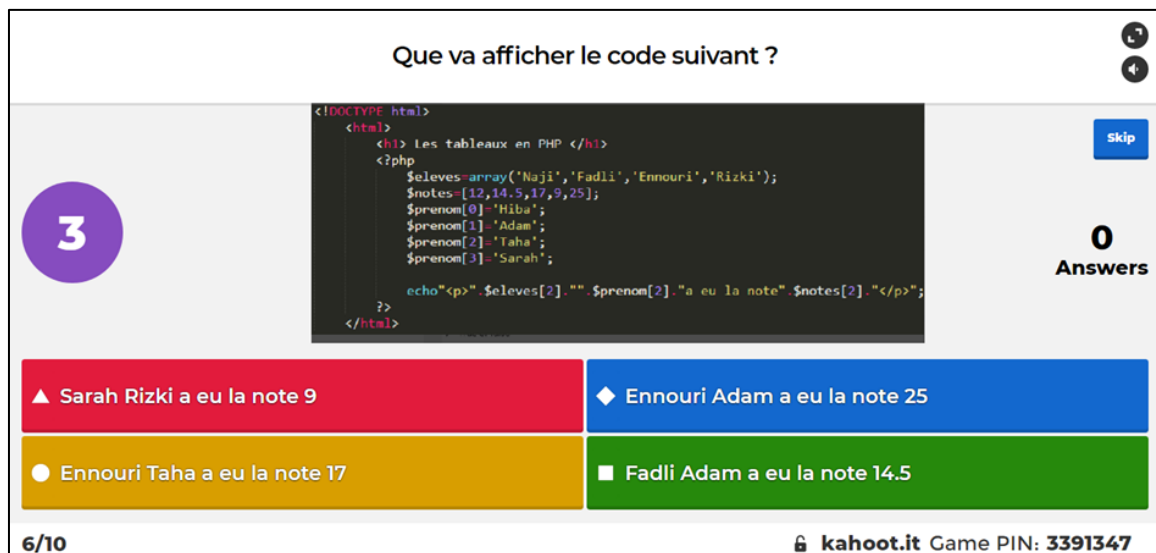 Que va afficher le code suivant ?
<!DOCTYPE html>
<html>
<h1> Les tableaux en PHP </h1>
<?php
$eleves=array('Naji','Fadli','Ennouri','Rizki');
$notes=[12,14.5,17,9,25];
$prenom[0]='Hiba';
$prenom[1]='Adam';
$prenom[2]='Taha';
$prenom[3]='Sarah';
echo"<p>".$eleves[2]."".$prenom[2]."a eu la note".$notes[2]."</p>";
?>
</html>
Skip
3
0
Answers
Sarah Rizki a eu la note 9
Ennouri Adam a eu la note 25
Ennouri Taha a eu la note 17
Fadli Adam a eu la note 14.5
6/10
kahoot.it Game PIN: 3391347